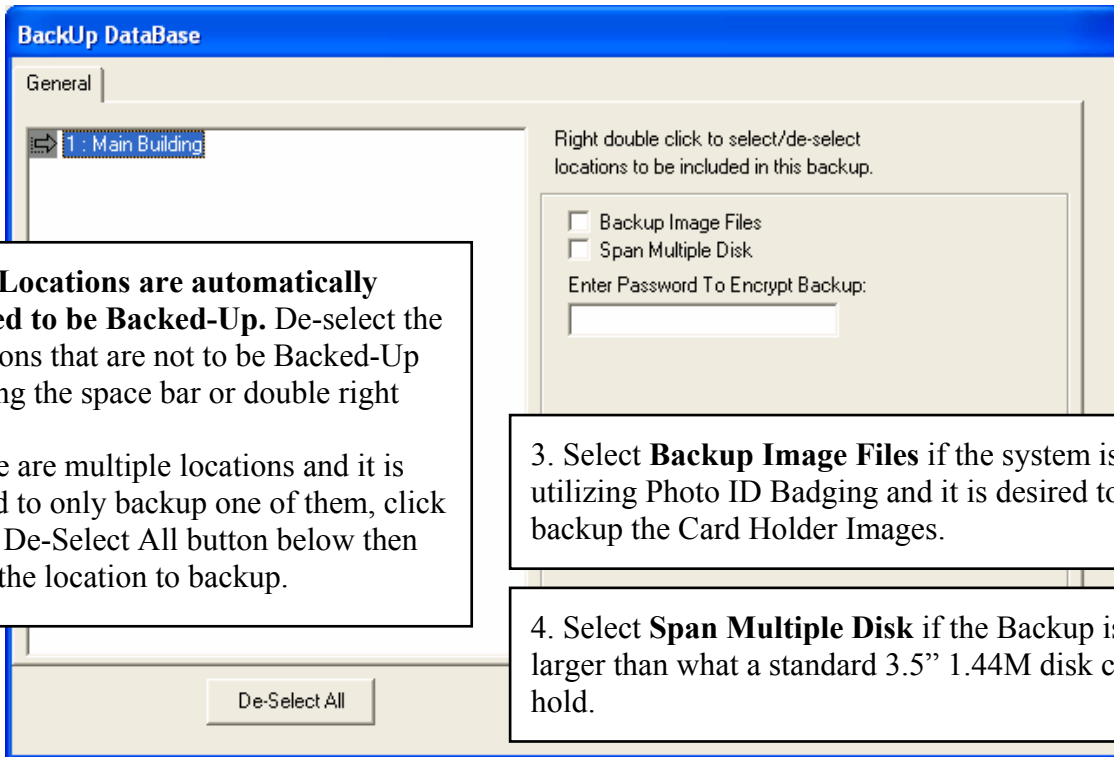 BackUp DataBase
General
1 : Main Building
Right double click to select/de-select
locations to be included in this backup.
Backup Image Files
Span Multiple Disk
Enter Password To Encrypt Backup:
Locations are automatically
ed to be Backed-Up. De-select the
ons that are not to be Backed-Up
ng the space bar or double right
e are multiple locations and it is
d to only backup one of them, click
De-Select All button below then
the location to backup.
3. Select Backup Image Files if the system is
utilizing Photo ID Badging and it is desired to
backup the Card Holder Images.
4. Select Span Multiple Disk if the Backup is
larger than what a standard 3.5” 1.44M disk c
hold.
De-Select All